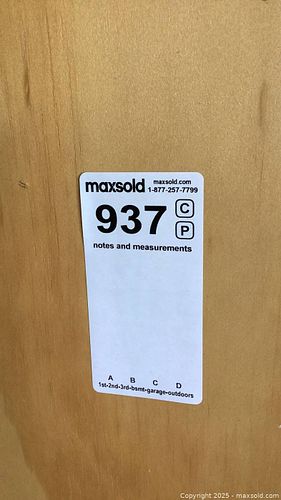 maxsold maxsold.com
1-877-257-7799
937 C
P
notes and measurements
A B C D
1st-2nd-3rd-bsmt-garage-outdoors
Copyright © 2025 - maxsold.com